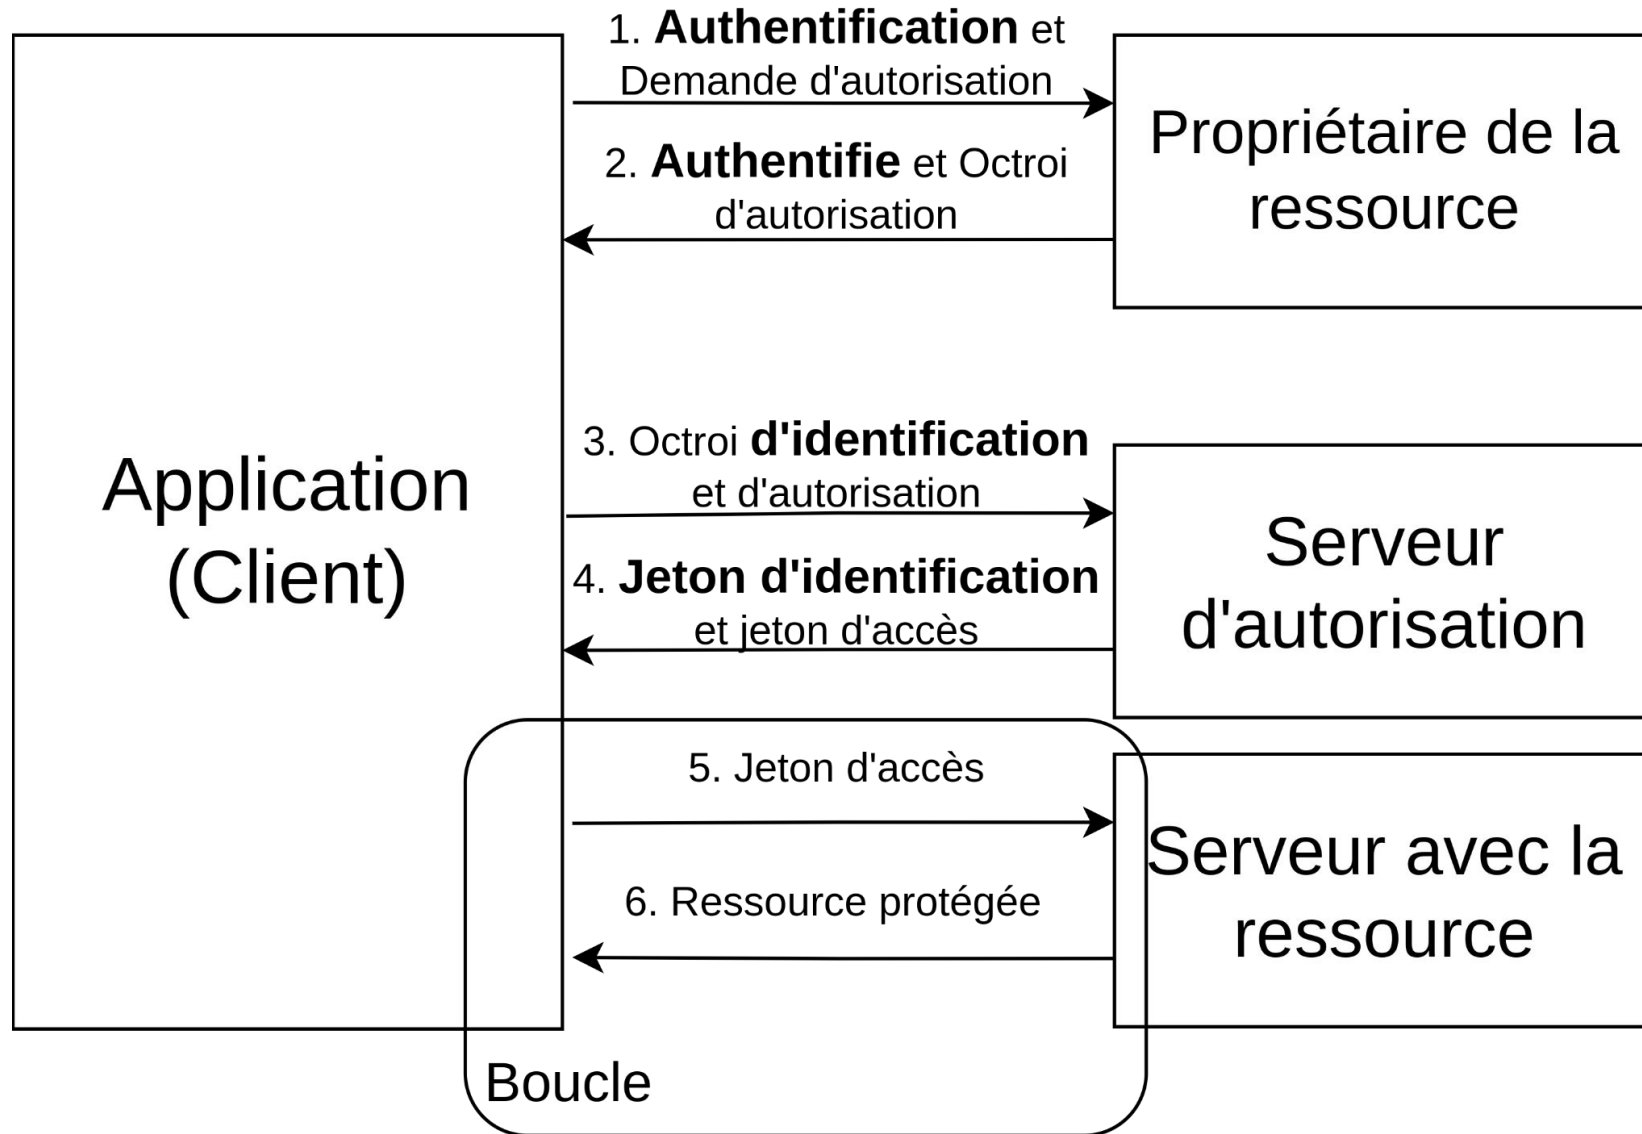 1. Authentification et
Demande d'autorisation
2. Authentifie et Octroi
d'autorisation
Propriétaire de la
ressource
Application
(Client)
3. Octroi d'identification
et d'autorisation
4. Jeton d'identification
et jeton d'accès
Serveur
d'autorisation
5. Jeton d'accès
6. Ressource protégée
Serveur avec la
ressource
Boucle